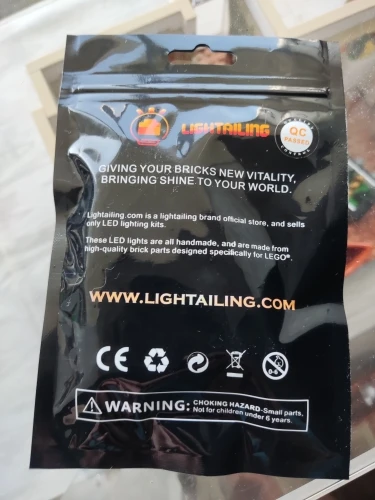 LIGHTAILING
QC
PASSED
GIVING YOUR BRICKS NEW VITALITY,
BRINGING SHINE TO YOUR WORLD.
Lightailing.com is a lightailing brand official store, and sells
only LED lighting kits.
These LED lights are all handmade, and are made from
high-quality brick parts designed specifically for LEGO®.
WWW.LIGHTAILING.COM
CE
0-6
WARNING: CHOKING HAZARD-Small parts.
Not for children under 6 years.